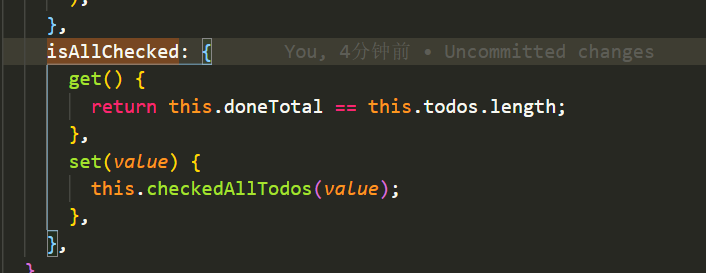 );
},
isAllChecked: { You, 4分钟前 • Uncommitted changes
get() {
return this.doneTotal == this.todos.length;
},
set(value) {
this.checkedAllTodos(value);
},
},
}